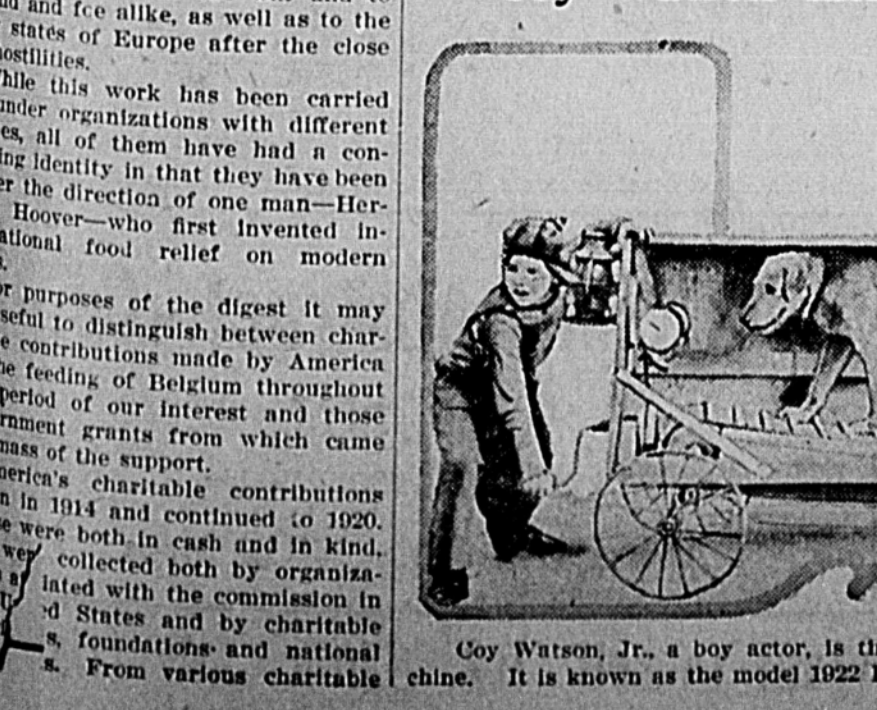 and fce alike, as well as to the
states of Europe after the close
hostilities.
hile this work has been carried
under organizations with different
es, all of them have had a con-
ing identity in that they have been
er the direction of one man—Her-
Hoover—who first invented in-
ational food relief on modern
s.
or purposes of the digest it may
seful to distinguish between char-
e contributions made by America
he feeding of Belgium throughout
period of our interest and those
rnment grants from which came
mass of the support.
merica's charitable contributions
n in 1914 and continued to 1920.
se were both in cash and in kind,
wer collected both by organiza-
iated with the commission in
ed States and by charitable
s, foundations and national
s. From various charitable
Coy Watson, Jr., a boy actor, is th
chine. It is known as the model 1922